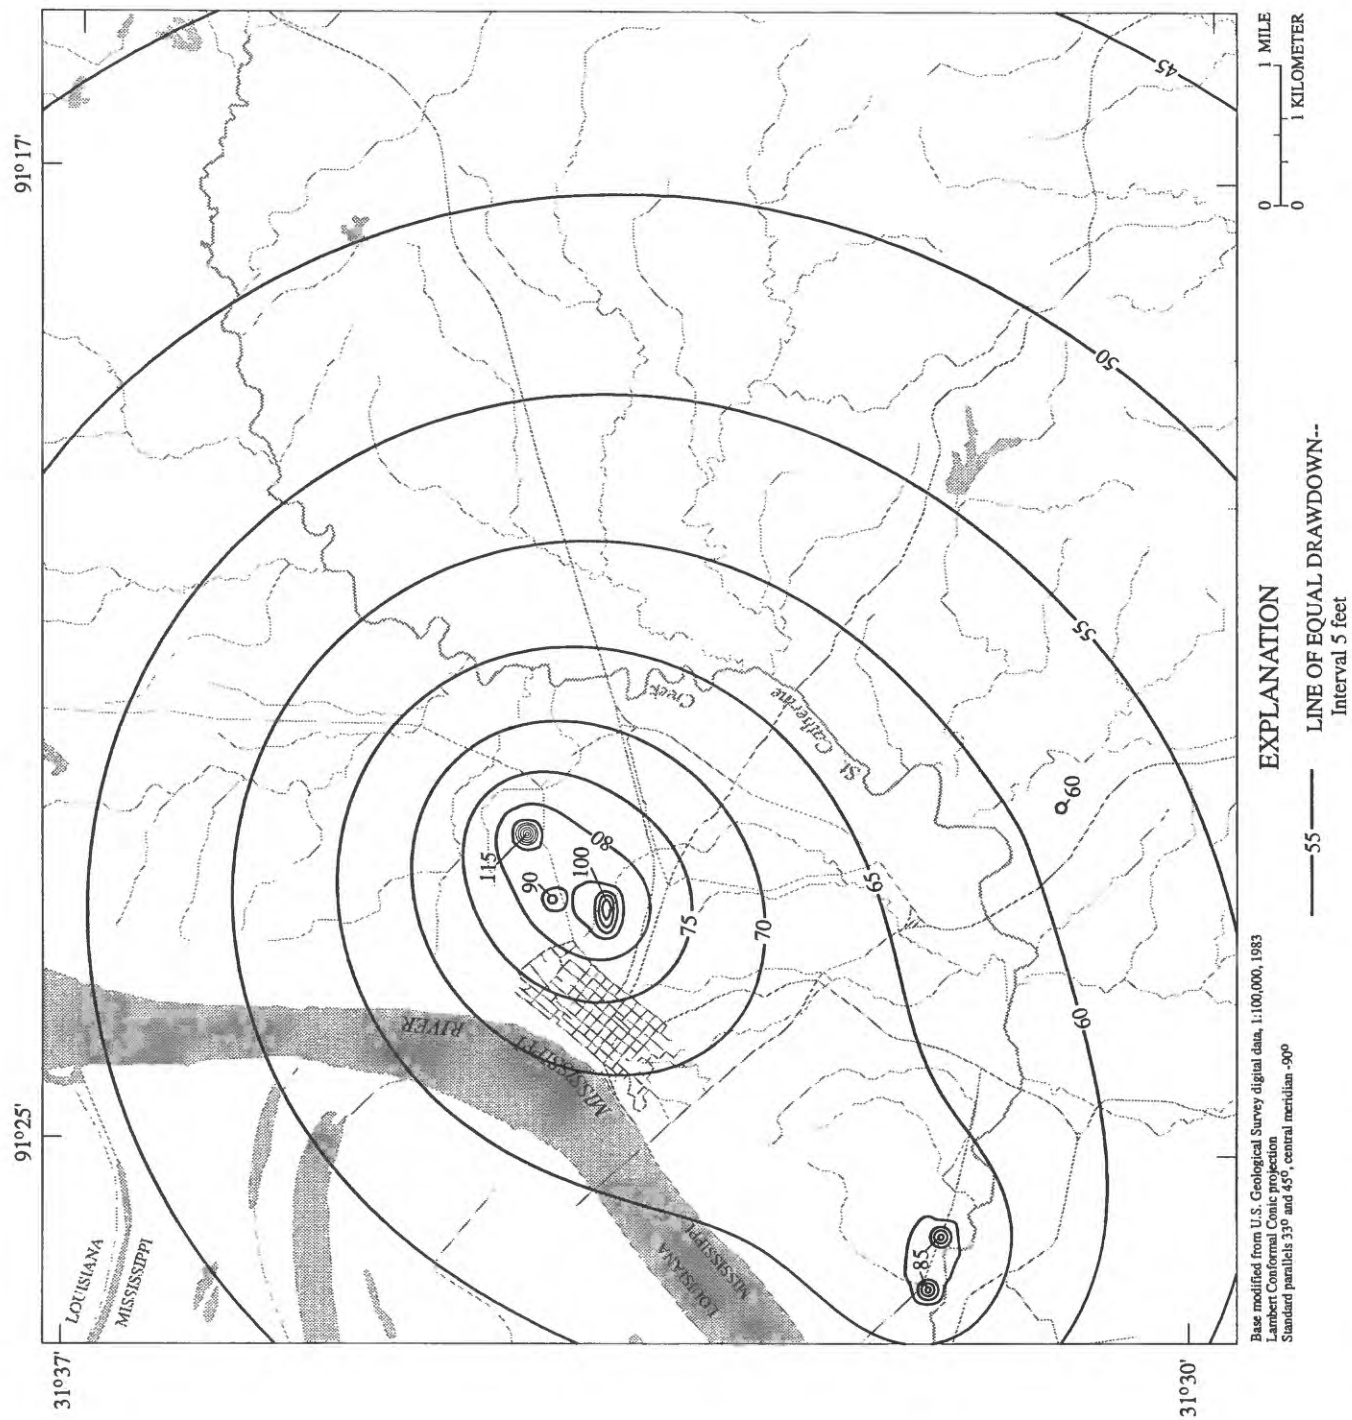 91°17'
91°25'
31°37'
31°30'
LOUISIANA
MISSISSIPPI
RIVER
MISSISSIPPI
LOUISIANA
MISSISSIPPI
Creek
St. Catherine
45
50
55
60
60
65
70
75
80
115
90
100
85
1 MILE
0
1 KILOMETER
0
EXPLANATION
55
LINE OF EQUAL DRAWDOWN--
Interval 5 feet
Base modified from U.S. Geological Survey digital data, 1:100,000, 1983
Lambert Conformal Conic projection
Standard parallels 33° and 45°, central meridian -90°